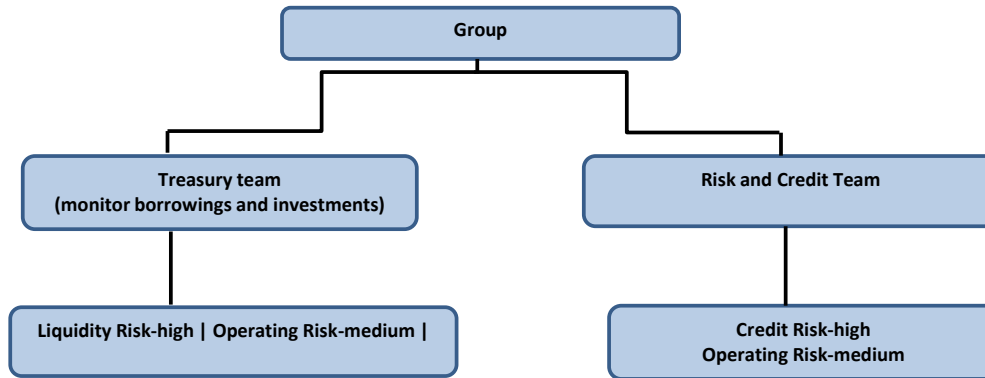 Group
Treasury team
(monitor borrowings and investments)
Risk and Credit Team
Liquidity Risk-high | Operating Risk-medium |
Credit Risk-high
Operating Risk-medium